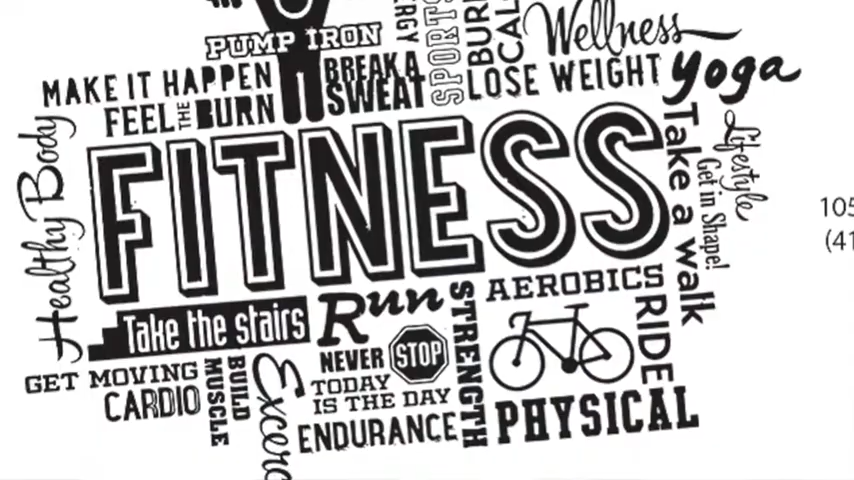 PUMP IRON
MAKE IT HAPPEN
BREAK A
SWEAT
FEEL THE BURN
SPORTS
LOSE WEIGHT
Wellness
Yoga
Healthy Body
FITNESS
Take a walk
Lifestyle
Get in Shape!
105
(41
Take the stairs
Run
STRENGTH
AEROBICS
RIDE
NEVER STOP
GET MOVING
CARDIO
MUSCLE
BUILD
TODAY
IS THE DAY
ENDURANCE
PHYSICAL